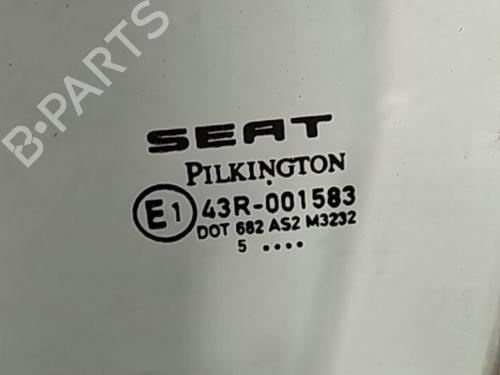 B-PARTS
SEAT
PILKINGTON
E1 43R-001583
DOT 682 AS2 M3232
5 ....